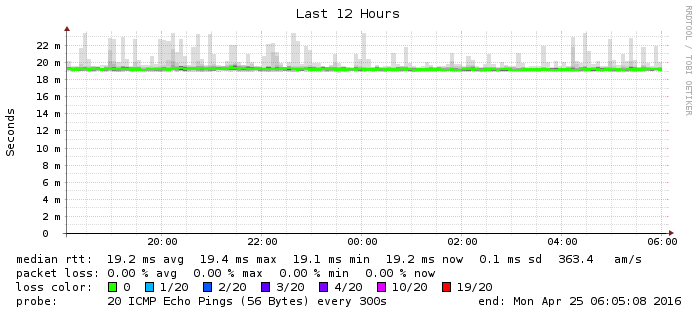 Last 12 Hours
RRDTOOL / TOBI OETIKER
Seconds
22 m
20 m
18 m
16 m
14 m
12 m
10 m
8 m
6 m
4 m
2 m
0
20:00 22:00 00:00 02:00 04:00 06:00
median rtt: 19.2 ms avg 19.4 ms max 19.1 ms min 19.2 ms now 0.1 ms sd 363.4 am/s
packet loss: 0.00 % avg 0.00 % max 0.00 % min 0.00 % now
loss color: 0 1/20 2/20 3/20 4/20 10/20 19/20
probe: 20 ICMP Echo Pings (56 Bytes) every 300s end: Mon Apr 25 06:05:08 2016